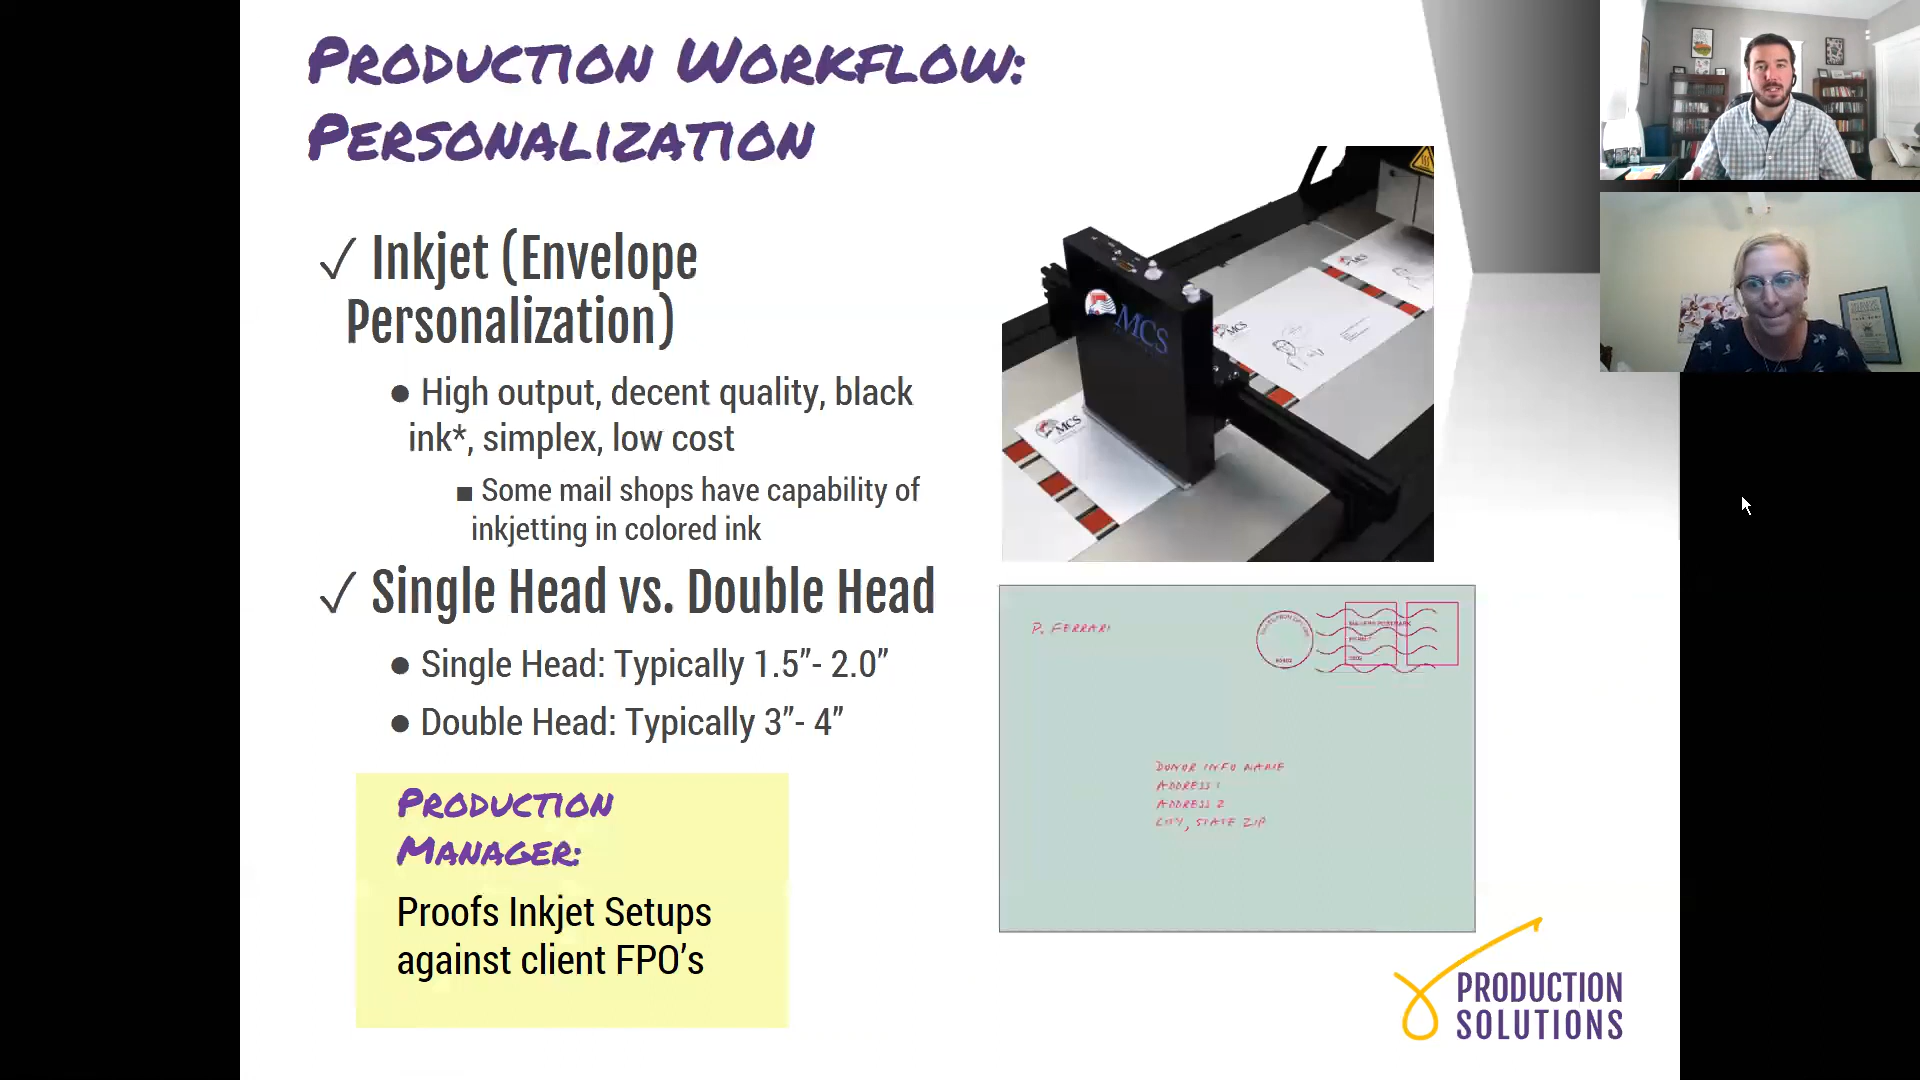 Production Workflow:
Personalization
✓ Inkjet (Envelope
Personalization)
● High output, decent quality, black
ink*, simplex, low cost
■ Some mail shops have capability of
inkjetting in colored ink
✓ Single Head vs. Double Head
● Single Head: Typically 1.5”- 2.0”
● Double Head: Typically 3”- 4”
Production
Manager:
Proofs Inkjet Setups
against client FPO’s
MCS
MCS
MCS
P. FERRARI
DONOR INFO NAME
ADDRESS 1
ADDRESS 2
CITY, STATE ZIP
PRODUCTION
SOLUTIONS